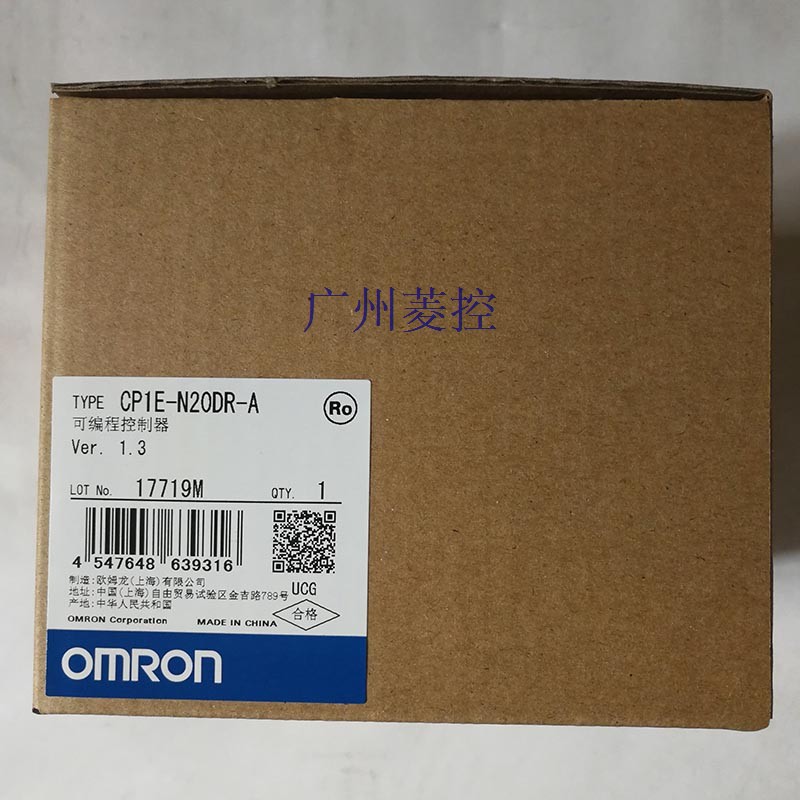 广州菱控
TYPE CP1E-N20DR-A
Ro
可编程控制器
Ver. 1.3
LOT No. 17719M QTY. 1
4 547648 639316
制造:欧姆龙(上海)有限公司
地址:中国(上海)自由贸易试验区金吉路789号
产地:中华人民共和国
UCG
合格
OMRON Corporation MADE IN CHINA
OMRON